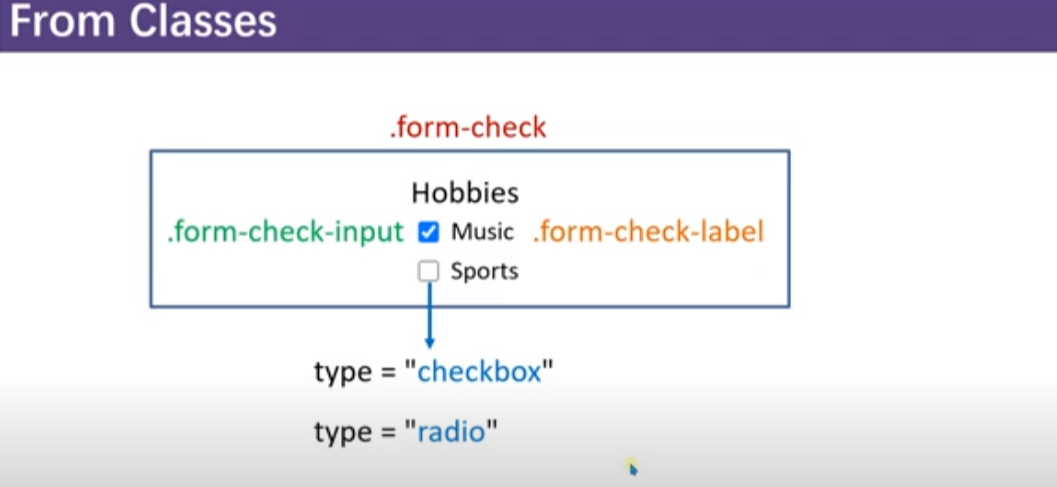 From Classes
.form-check
Hobbies
.form-check-input Music .form-check-label
Sports
type = "checkbox"
type = "radio"